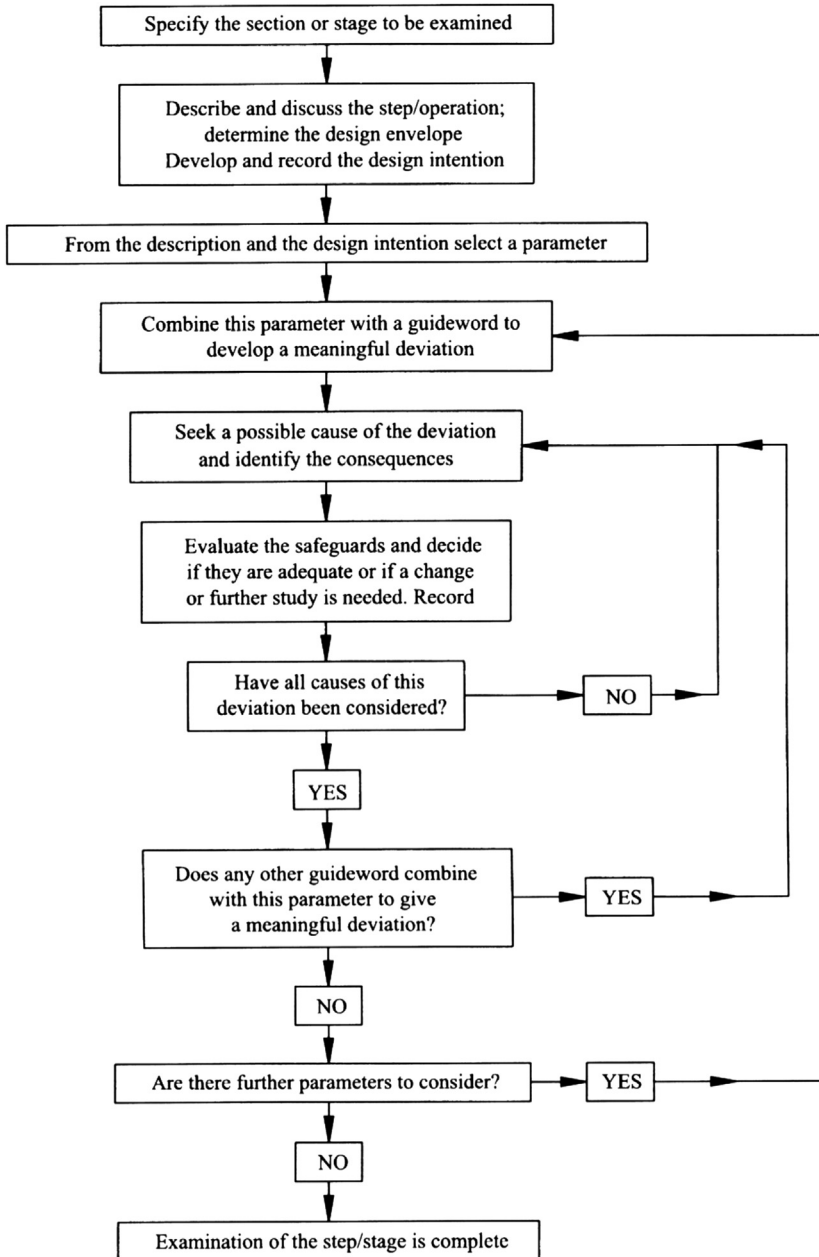 Specify the section or stage to be examined
Describe and discuss the step/operation;
determine the design envelope
Develop and record the design intention
From the description and the design intention select a parameter
Combine this parameter with a guideword to
develop a meaningful deviation
Seek a possible cause of the deviation
and identify the consequences
Evaluate the safeguards and decide
if they are adequate or if a change
or further study is needed. Record
Have all causes of this
deviation been considered?
NO
YES
Does any other guideword combine
with this parameter to give
a meaningful deviation?
YES
NO
Are there further parameters to consider?
YES
NO
Examination of the step/stage is complete